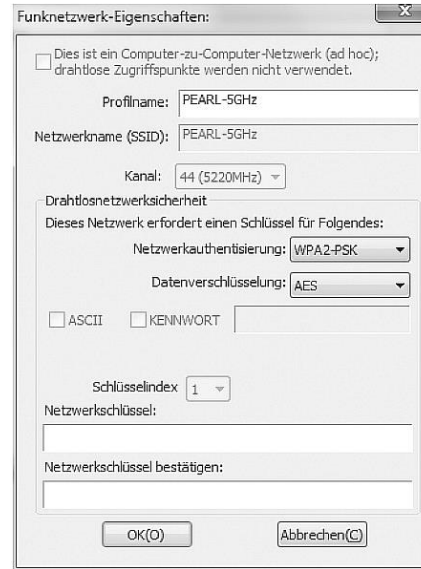 Funknetzwerk-Eigenschaften:
Dies ist ein Computer-zu-Computer-Netzwerk (ad hoc);
drahtlose Zugriffspunkte werden nicht verwendet.
Profilname: PEARL-5GHz
Netzwerkname (SSID): PEARL-5GHz
Kanal: 44 (5220MHz)
Drahtlosnetzwerksicherheit
Dieses Netzwerk erfordert einen Schlüssel für Folgendes:
Netzwerkauthentisierung: WPA2-PSK
Datenverschlüsselung: AES
ASCII KENNWORT
Schlüsselindex 1
Netzwerkschlüssel:
Netzwerkschlüssel bestätigen:
OK(O) Abbrechen(C)